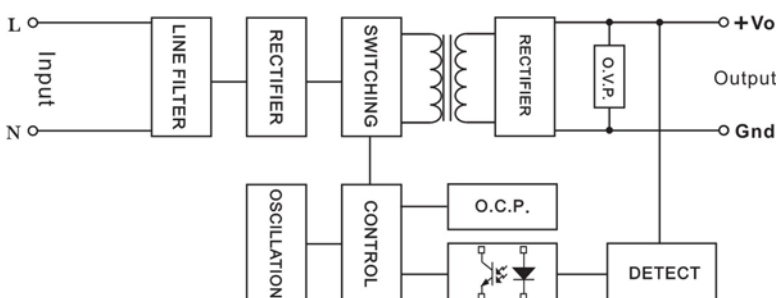 L
Input
N
LINE FILTER
RECTIFIER
SWITCHING
RECTIFIER
O.V.P.
+Vo
Output
Gnd
OSCILLATION
CONTROL
O.C.P.
DETECT